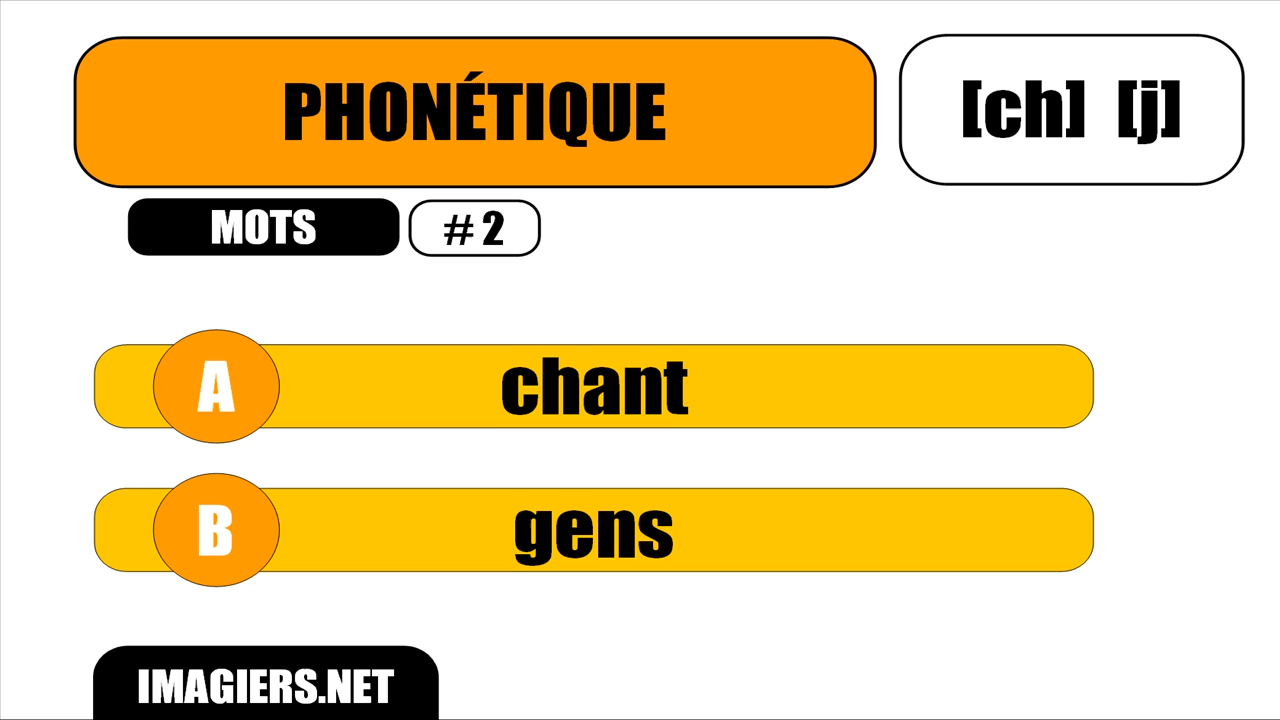 PHONÉTIQUE
[ch] [j]
MOTS
# 2
A
chant
B
gens
IMAGIERS.NET